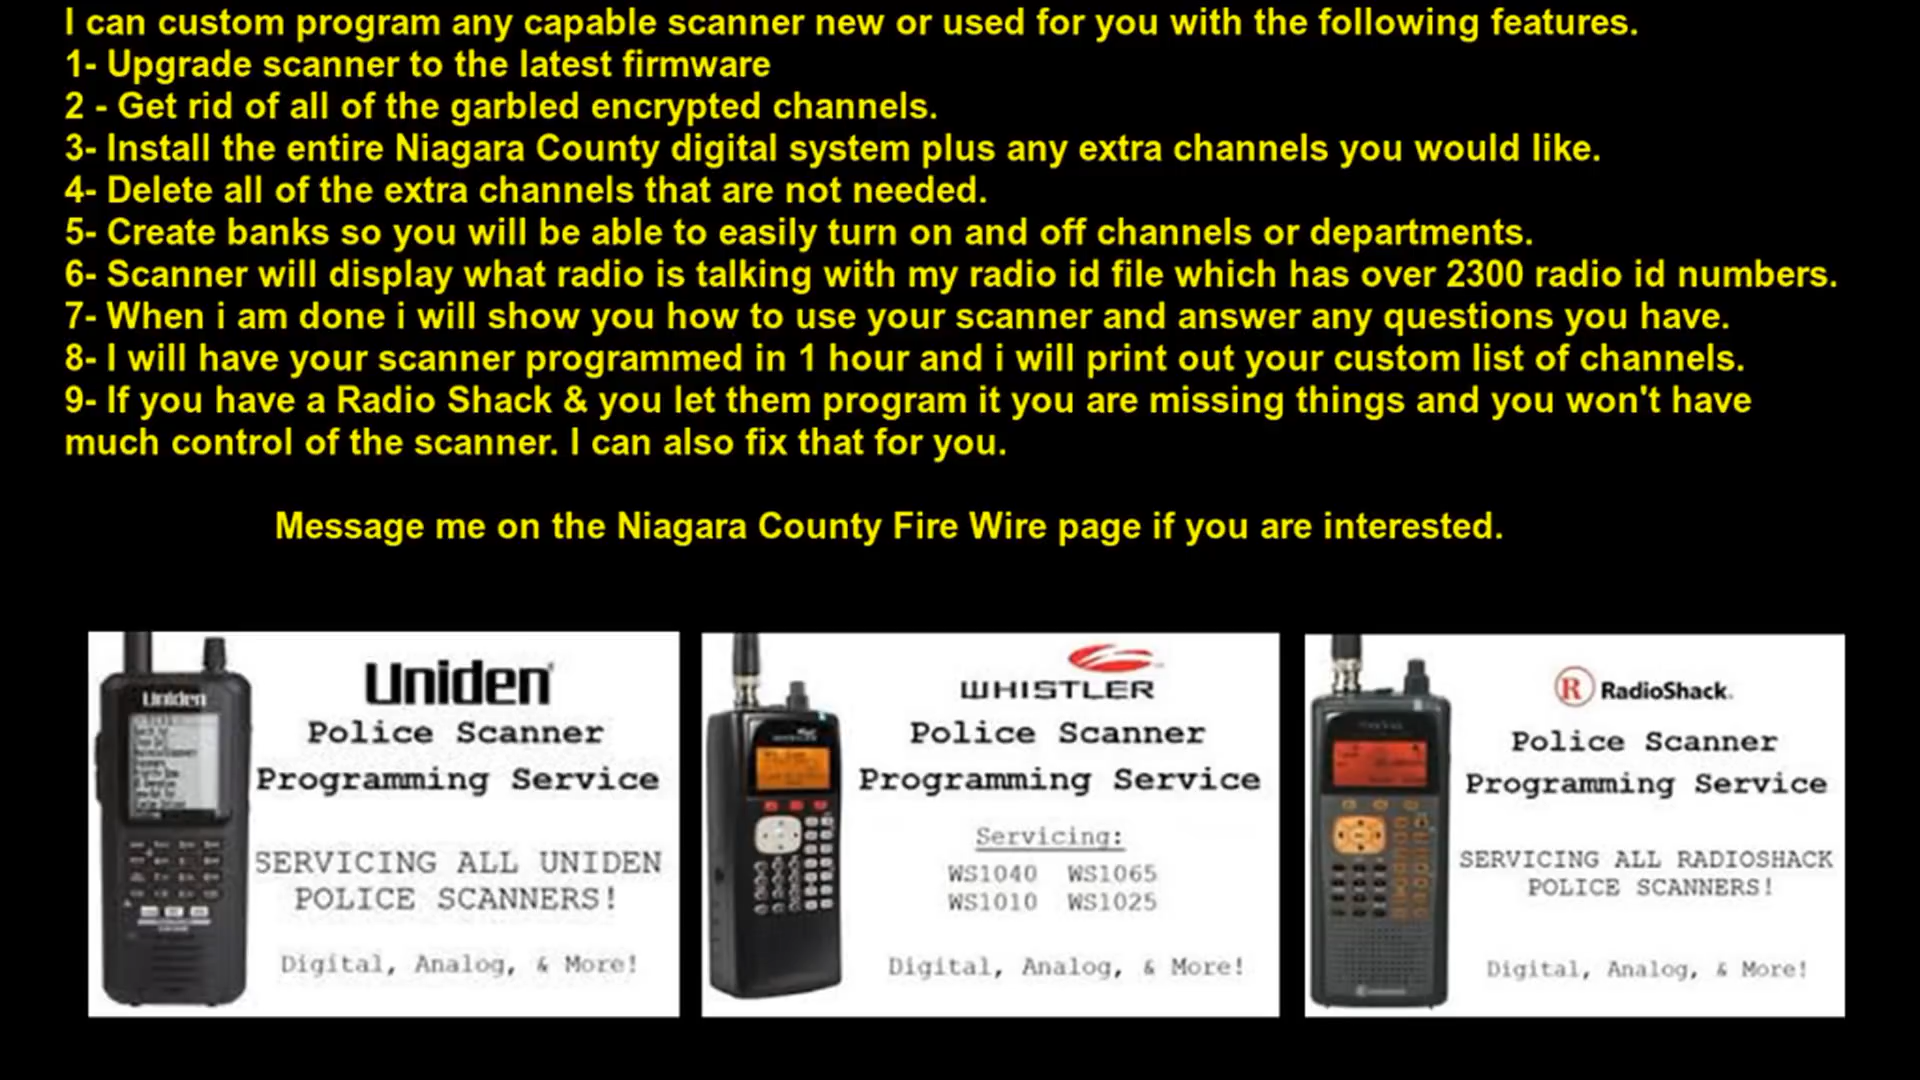 I can custom program any capable scanner new or used for you with the following features.
1- Upgrade scanner to the latest firmware
2 - Get rid of all of the garbled encrypted channels.
3- Install the entire Niagara County digital system plus any extra channels you would like.
4- Delete all of the extra channels that are not needed.
5- Create banks so you will be able to easily turn on and off channels or departments.
6- Scanner will display what radio is talking with my radio id file which has over 2300 radio id numbers.
7- When i am done i will show you how to use your scanner and answer any questions you have.
8- I will have your scanner programmed in 1 hour and i will print out your custom list of channels.
9- If you have a Radio Shack & you let them program it you are missing things and you won't have
much control of the scanner. I can also fix that for you.
Message me on the Niagara County Fire Wire page if you are interested.
Uniden
Uniden
Police Scanner
Programming Service
SERVICING ALL UNIDEN
POLICE SCANNERS!
Digital, Analog, & More!
WHISTLER
Police Scanner
Programming Service
Servicing:
WS1040 WS1065
WS1010 WS1025
Digital, Analog, & More!
R RadioShack.
Police Scanner
Programming Service
SERVICING ALL RADIOSHACK
POLICE SCANNERS!
Digital, Analog, & More!